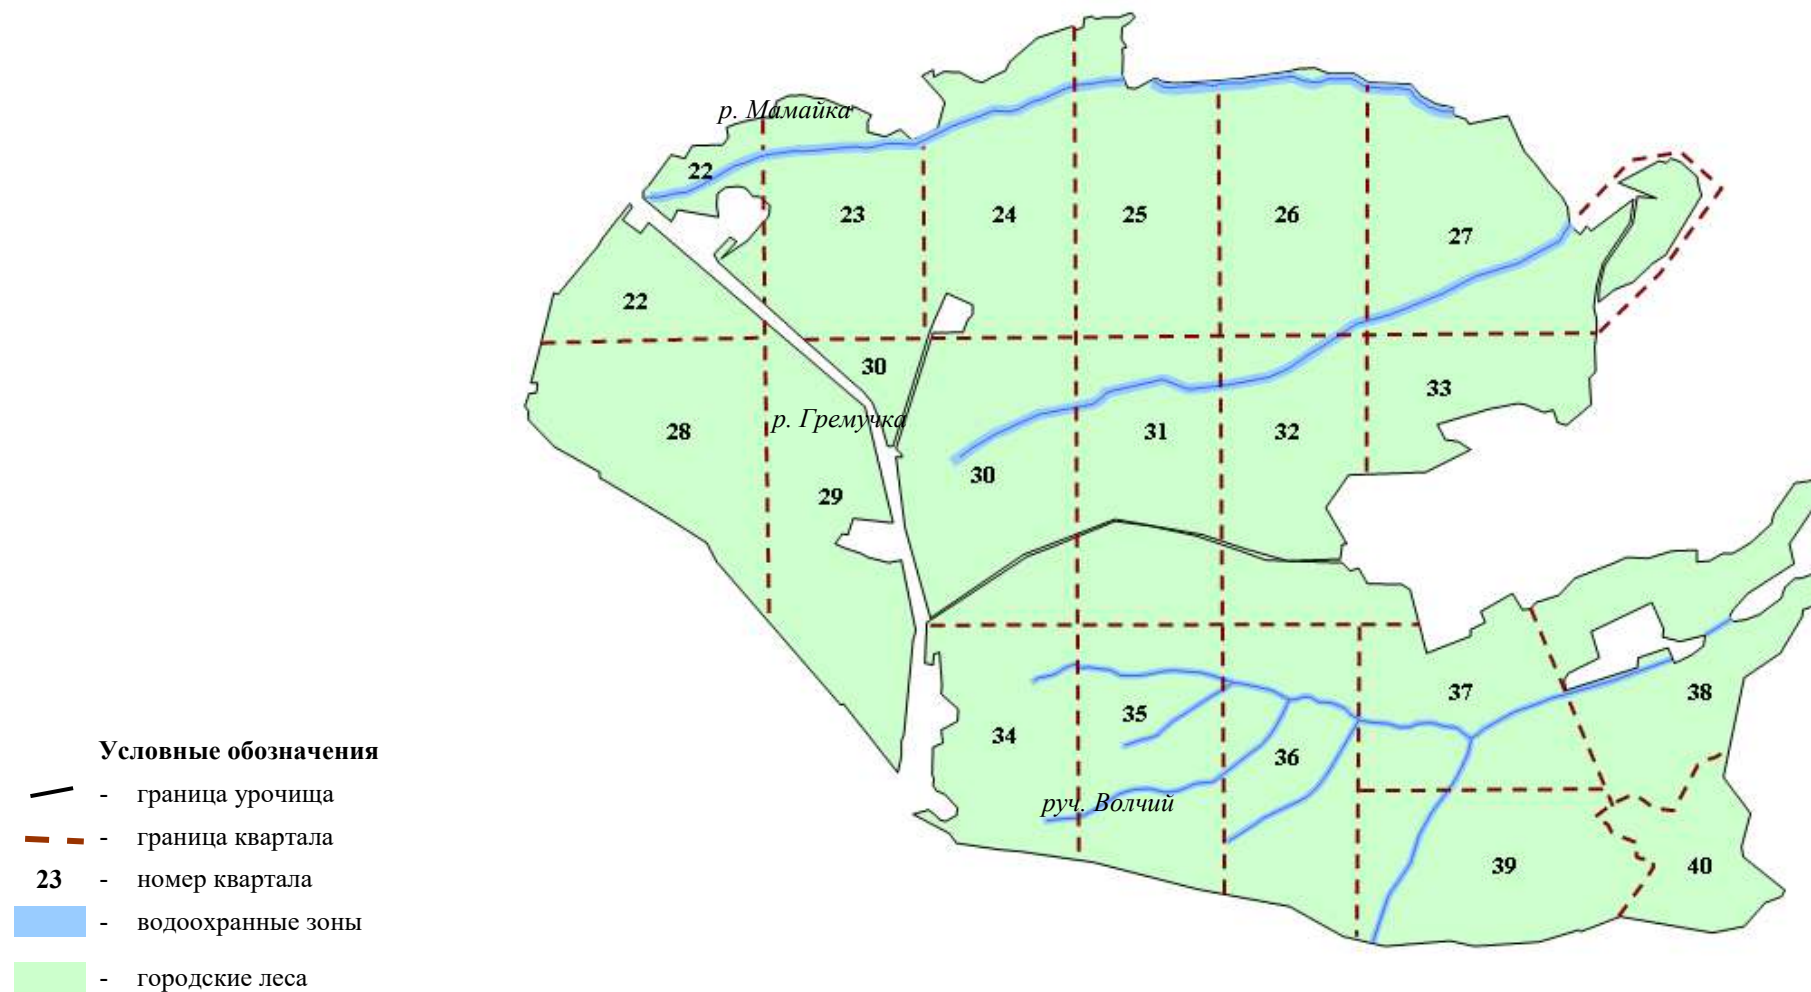 р. Мамайка
22
23
24
25
26
27
22
30
33
28
р. Гремучка
31
32
30
29
37
38
35
34
36
руч. Волчий
39
40
Условные обозначения
- граница урочища
- граница квартала
23 - номер квартала
- водоохранные зоны
- городские леса